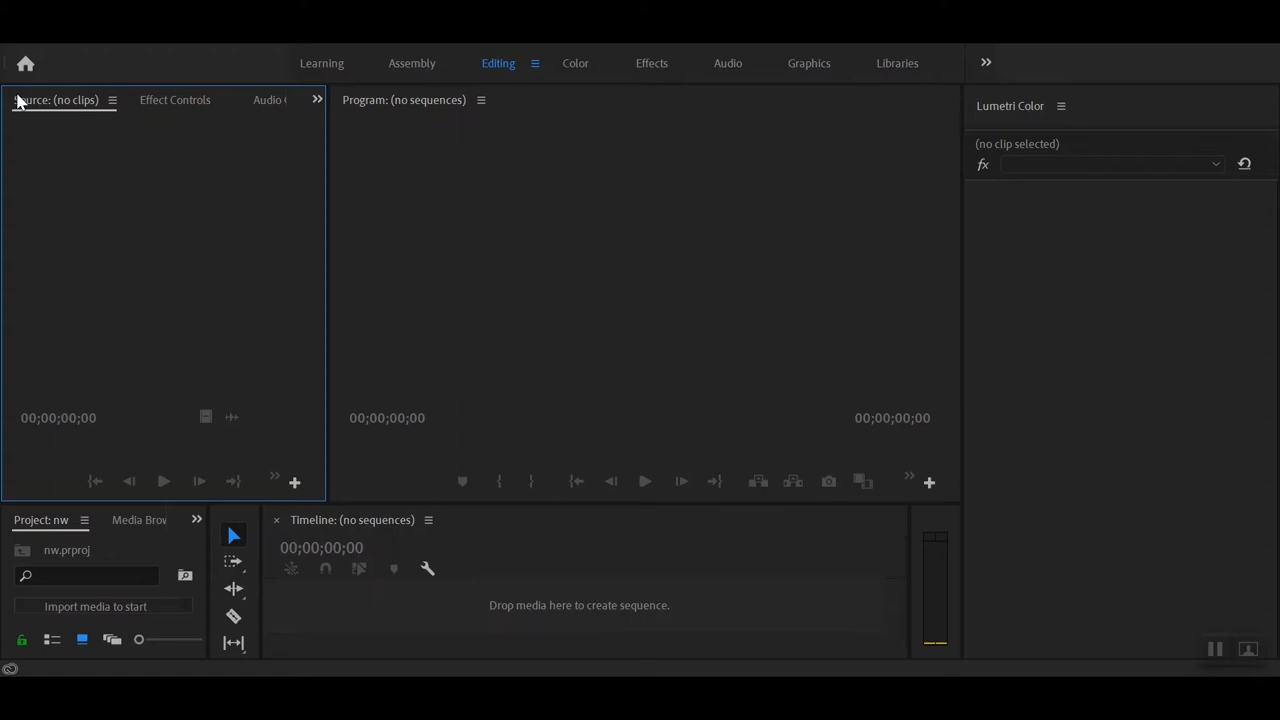 Learning Assembly Editing Color Effects Audio Graphics Libraries
(no clips) Effect Controls Audio
Program: (no sequences)
Lumetri Color
(no clip selected)
fx
00;00;00;00
00;00;00;00 00;00;00;00
Project: nw Media
Timeline: (no sequences)
nw.prproj
00;00;00;00
Import media to start
Drop media here to create sequence.